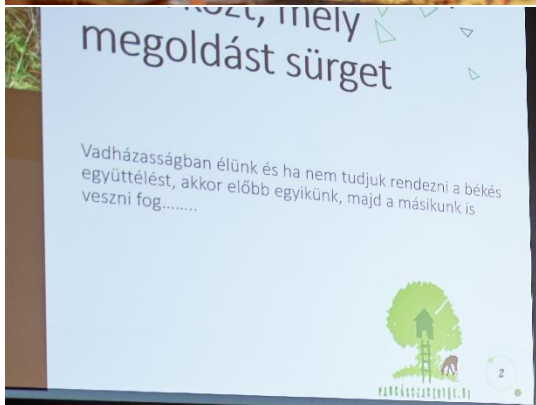 mely
megoldást sürget
Vadházasságban élünk és ha nem tudjuk rendezni a békés
együttélést, akkor előbb egyikünk, majd a másikunk is
veszni fog........
2